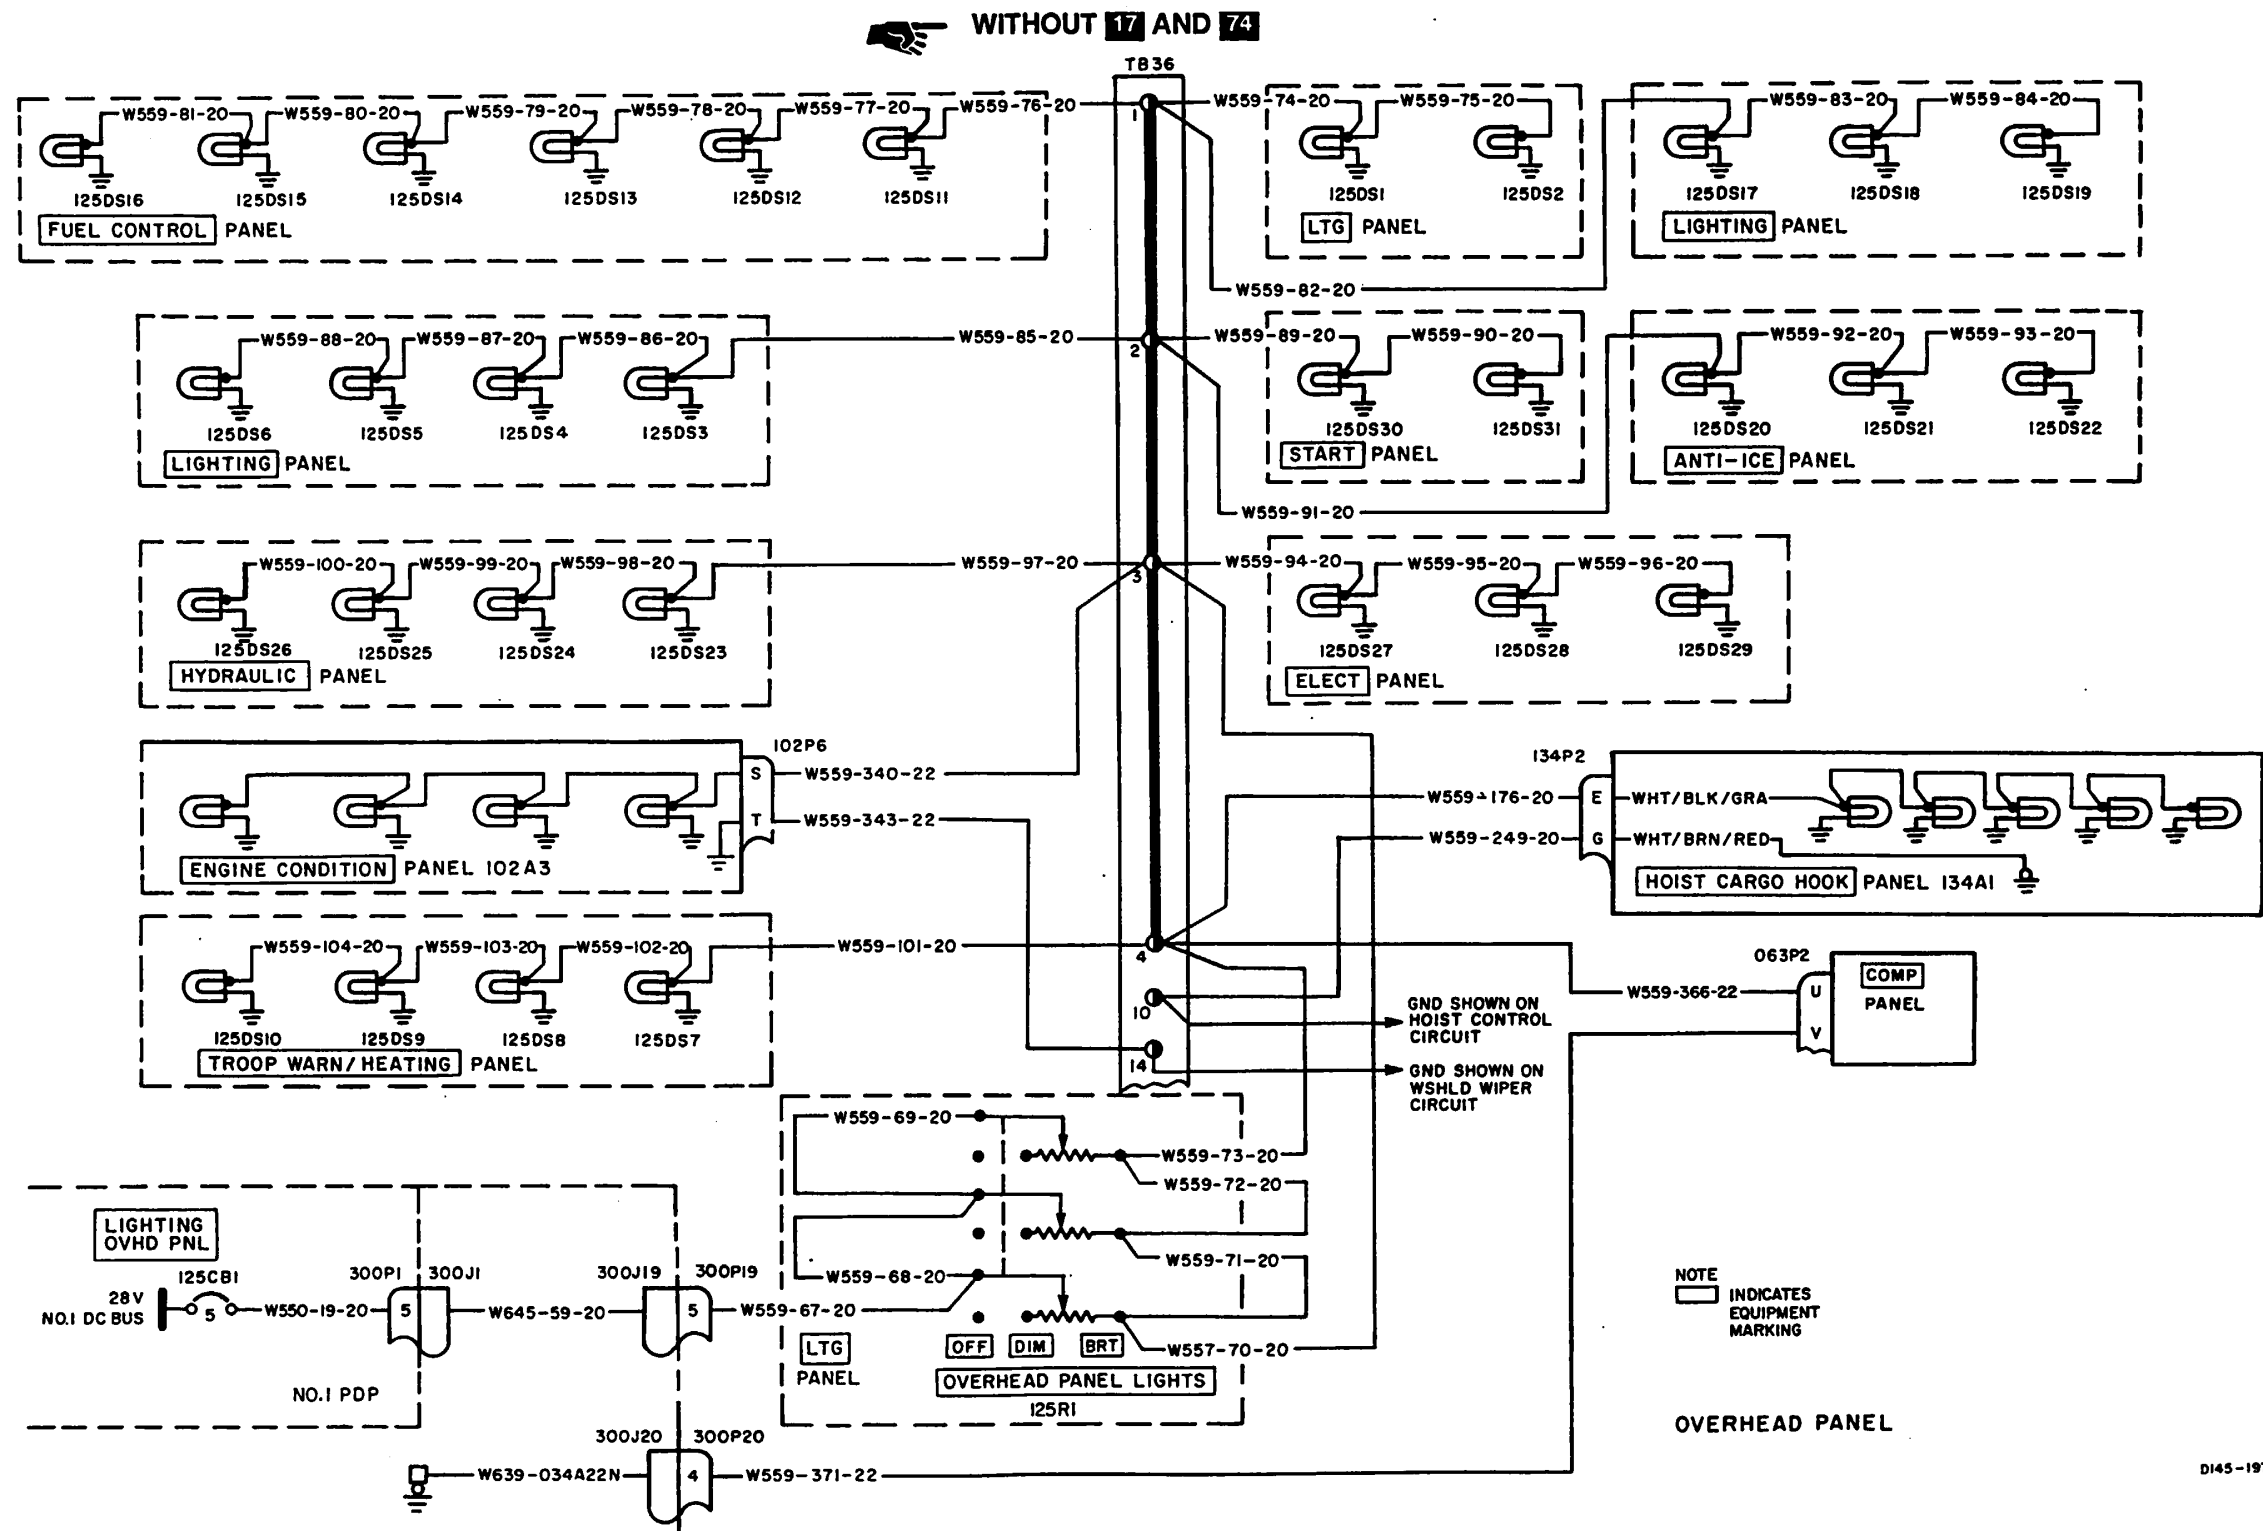 WITHOUT 17 AND 74
TB36
W559-81-20 W559-80-20 W559-79-20 W559-78-20 W559-77-20 W559-76-20
125DS16 125DS15 125DS14 125DS13 125DS12 125DS11
FUEL CONTROL PANEL
1
W559-74-20 W559-75-20
125DS1 125DS2
LTG PANEL
W559-83-20 W559-84-20
125DS17 125DS18 125DS19
LIGHTING PANEL
W559-82-20
W559-88-20 W559-87-20 W559-86-20 W559-85-20
125DS6 125DS5 125DS4 125DS3
LIGHTING PANEL
2
W559-89-20 W559-90-20
125DS30 125DS31
START PANEL
W559-92-20 W559-93-20
125DS20 125DS21 125DS22
ANTI-ICE PANEL
W559-91-20
W559-100-20 W559-99-20 W559-98-20 W559-97-20
125DS26 125DS25 125DS24 125DS23
HYDRAULIC PANEL
3
W559-94-20 W559-95-20 W559-96-20
125DS27 125DS28 125DS29
ELECT PANEL
102P6
S W559-340-22
T W559-343-22
ENGINE CONDITION PANEL 102A3
134P2
W559-176-20 E WHT/BLK/GRA
W559-249-20 G WHT/BRN/RED
HOIST CARGO HOOK PANEL 134A1
W559-104-20 W559-103-20 W559-102-20 W559-101-20
125DS10 125DS9 125DS8 125DS7
TROOP WARN/HEATING PANEL
4
10
14
GND SHOWN ON
HOIST CONTROL
CIRCUIT
GND SHOWN ON
WSHLD WIPER
CIRCUIT
063P2
W559-366-22 U
V
COMP
PANEL
W559-69-20
W559-73-20
W559-72-20
W559-71-20
W559-68-20
W557-70-20
LTG
PANEL
OFF DIM BRT
OVERHEAD PANEL LIGHTS
125R1
LIGHTING
OVHD PNL
125CB1
28V
NO.1 DC BUS
5
W550-19-20
300P1 300J1
5
W645-59-20
300J19 300P19
5
W559-67-20
NO.1 PDP
300J20 300P20
W639-034A22N 4 W559-371-22
NOTE
INDICATES
EQUIPMENT
MARKING
OVERHEAD PANEL